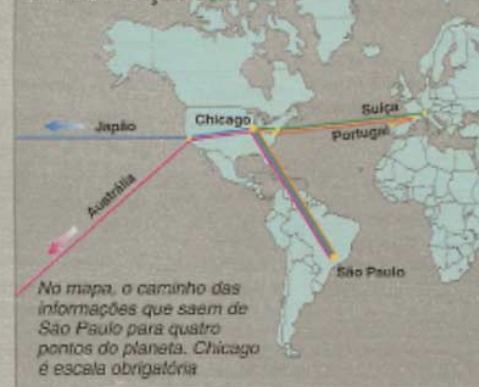 Chicago
Suíça
Portugal
Japão
Austrália
São Paulo
No mapa, o caminho das
informações que saem de
São Paulo para quatro
pontos do planeta. Chicago
é escala obrigatória